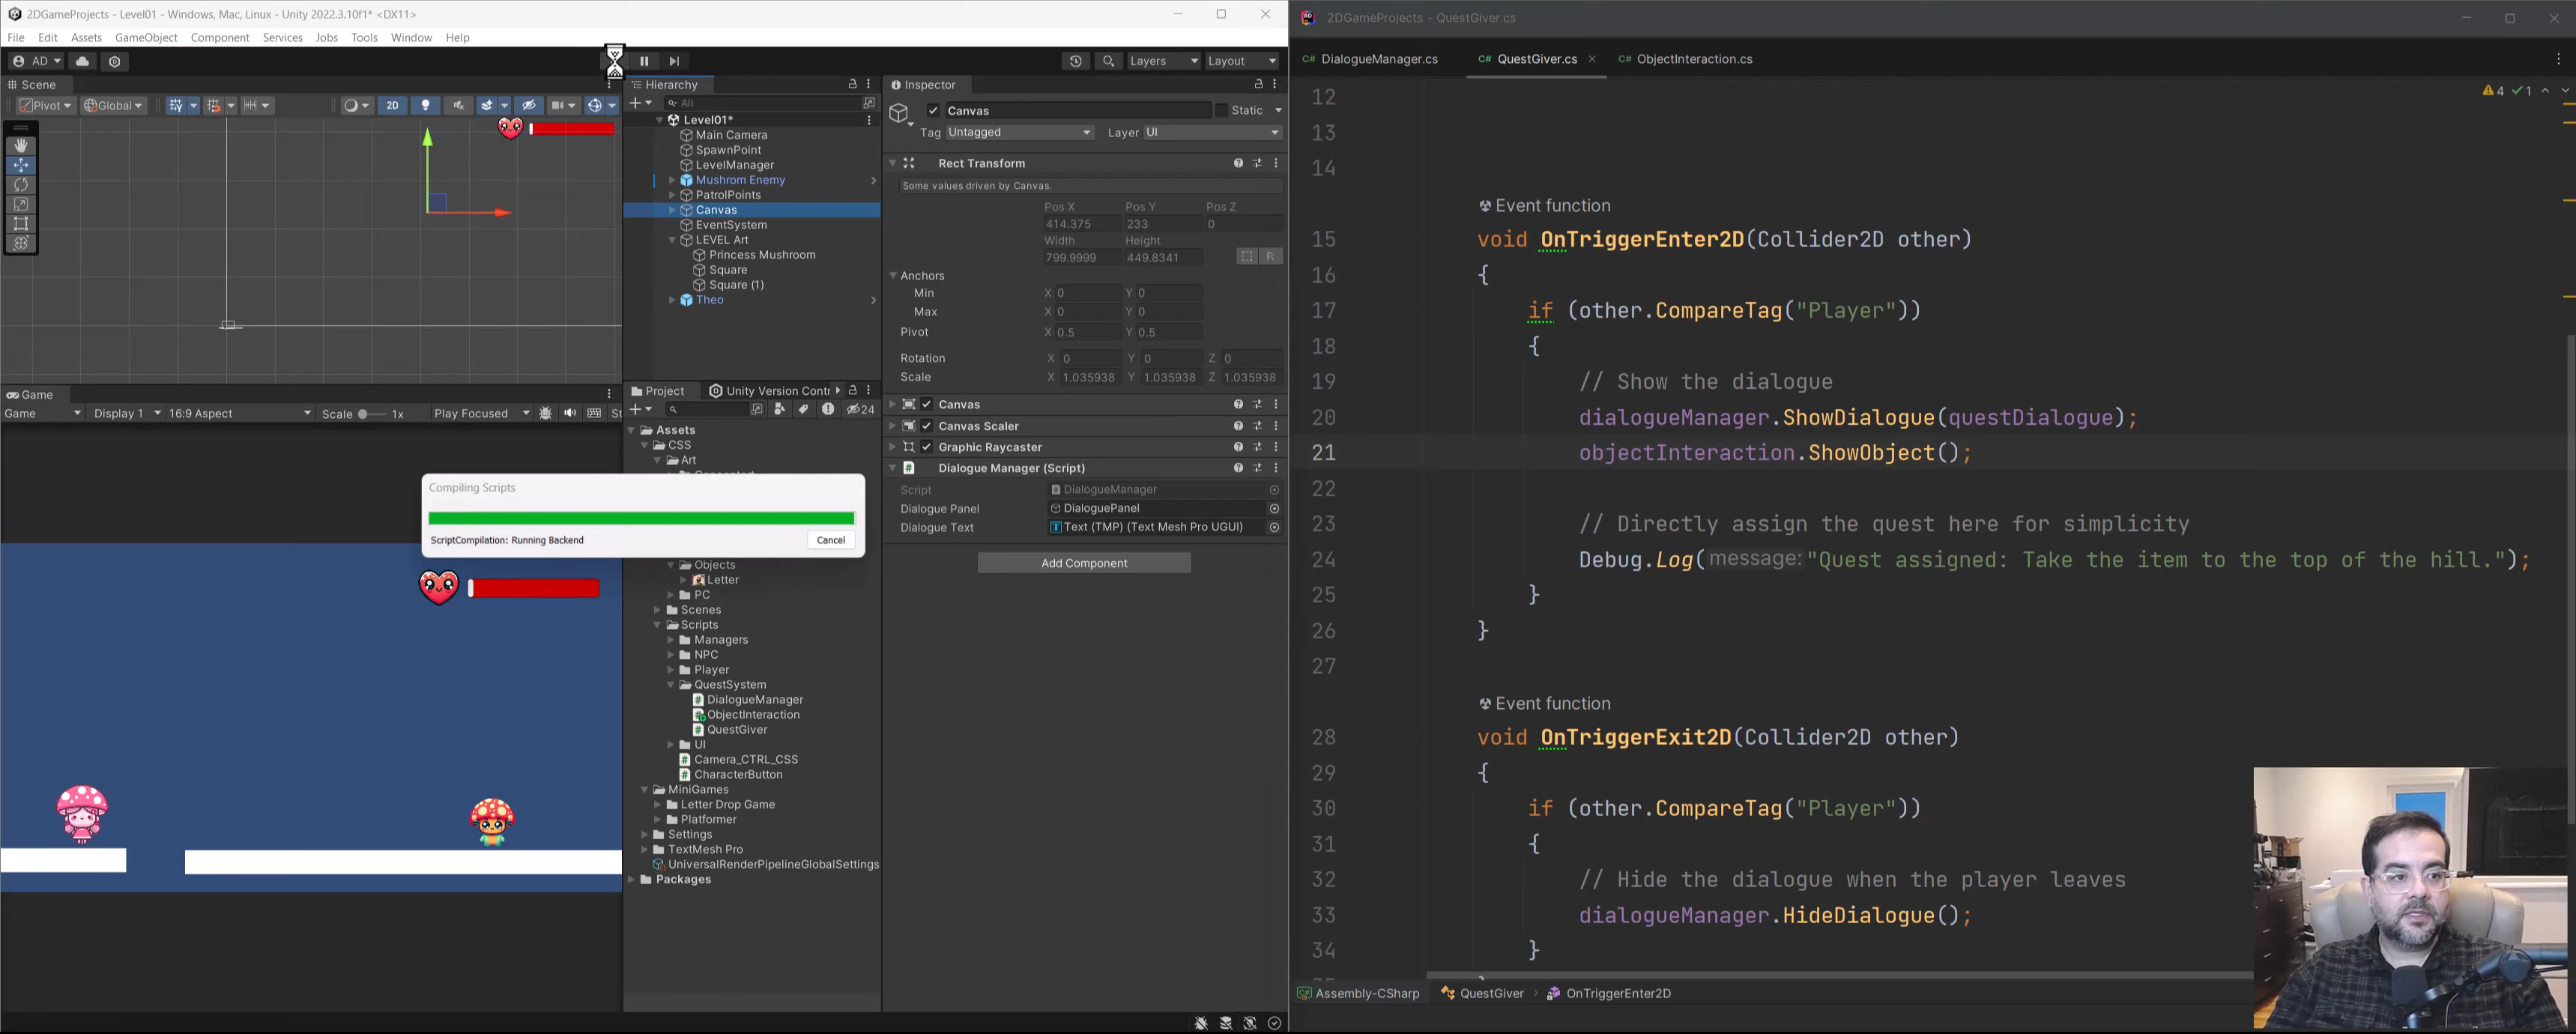 2DGameProjects - Level01 - Windows, Mac, Linux - Unity 2022.3.10f1* <DX11>
File Edit Assets GameObject Component Services Jobs Tools Window Help
AD
Layers
Layout
Scene
Pivot
Global
2D
Hierarchy
All
Level01*
Main Camera
SpawnPoint
LevelManager
Mushrom Enemy
PatrolPoints
Canvas
EventSystem
LEVEL Art
Princess Mushroom
Square
Square (1)
Theo
Inspector
Canvas
Static
Tag Untagged Layer UI
Rect Transform
Some values driven by Canvas.
Pos X Pos Y Pos Z
414.375 233 0
Width Height
799.9999 449.8341
R
Anchors
Min X 0 Y 0
Max X 0 Y 0
Pivot X 0.5 Y 0.5
Rotation X 0 Y 0 Z 0
Scale X 1.035938 Y 1.035938 Z 1.035938
Canvas
Canvas Scaler
Graphic Raycaster
Dialogue Manager (Script)
Script DialogueManager
Dialogue Panel DialoguePanel
Dialogue Text Text (TMP) (Text Mesh Pro UGUI)
Add Component
Game
Game Display 1 16:9 Aspect Scale 1x Play Focused St
Compiling Scripts
ScriptCompilation: Running Backend
Cancel
Project Unity Version Contr
24
Assets
CSS
Art
Objects
Letter
PC
Scenes
Scripts
Managers
NPC
Player
QuestSystem
DialogueManager
ObjectInteraction
QuestGiver
UI
Camera_CTRL_CSS
CharacterButton
MiniGames
Letter Drop Game
Platformer
Settings
TextMesh Pro
UniversalRenderPipelineGlobalSettings
Packages
2DGameProjects - QuestGiver.cs
C# DialogueManager.cs C# QuestGiver.cs C# ObjectInteraction.cs
4 1
12
13
14
Event function
15 void OnTriggerEnter2D(Collider2D other)
16 {
17 if (other.CompareTag("Player"))
18 {
19 // Show the dialogue
20 dialogueManager.ShowDialogue(questDialogue);
21 objectInteraction.ShowObject();
22
23 // Directly assign the quest here for simplicity
24 Debug.Log(message:"Quest assigned: Take the item to the top of the hill.");
25 }
26 }
27
Event function
28 void OnTriggerExit2D(Collider2D other)
29 {
30 if (other.CompareTag("Player"))
31 {
32 // Hide the dialogue when the player leaves
33 dialogueManager.HideDialogue();
34 }
Assembly-CSharp QuestGiver OnTriggerEnter2D